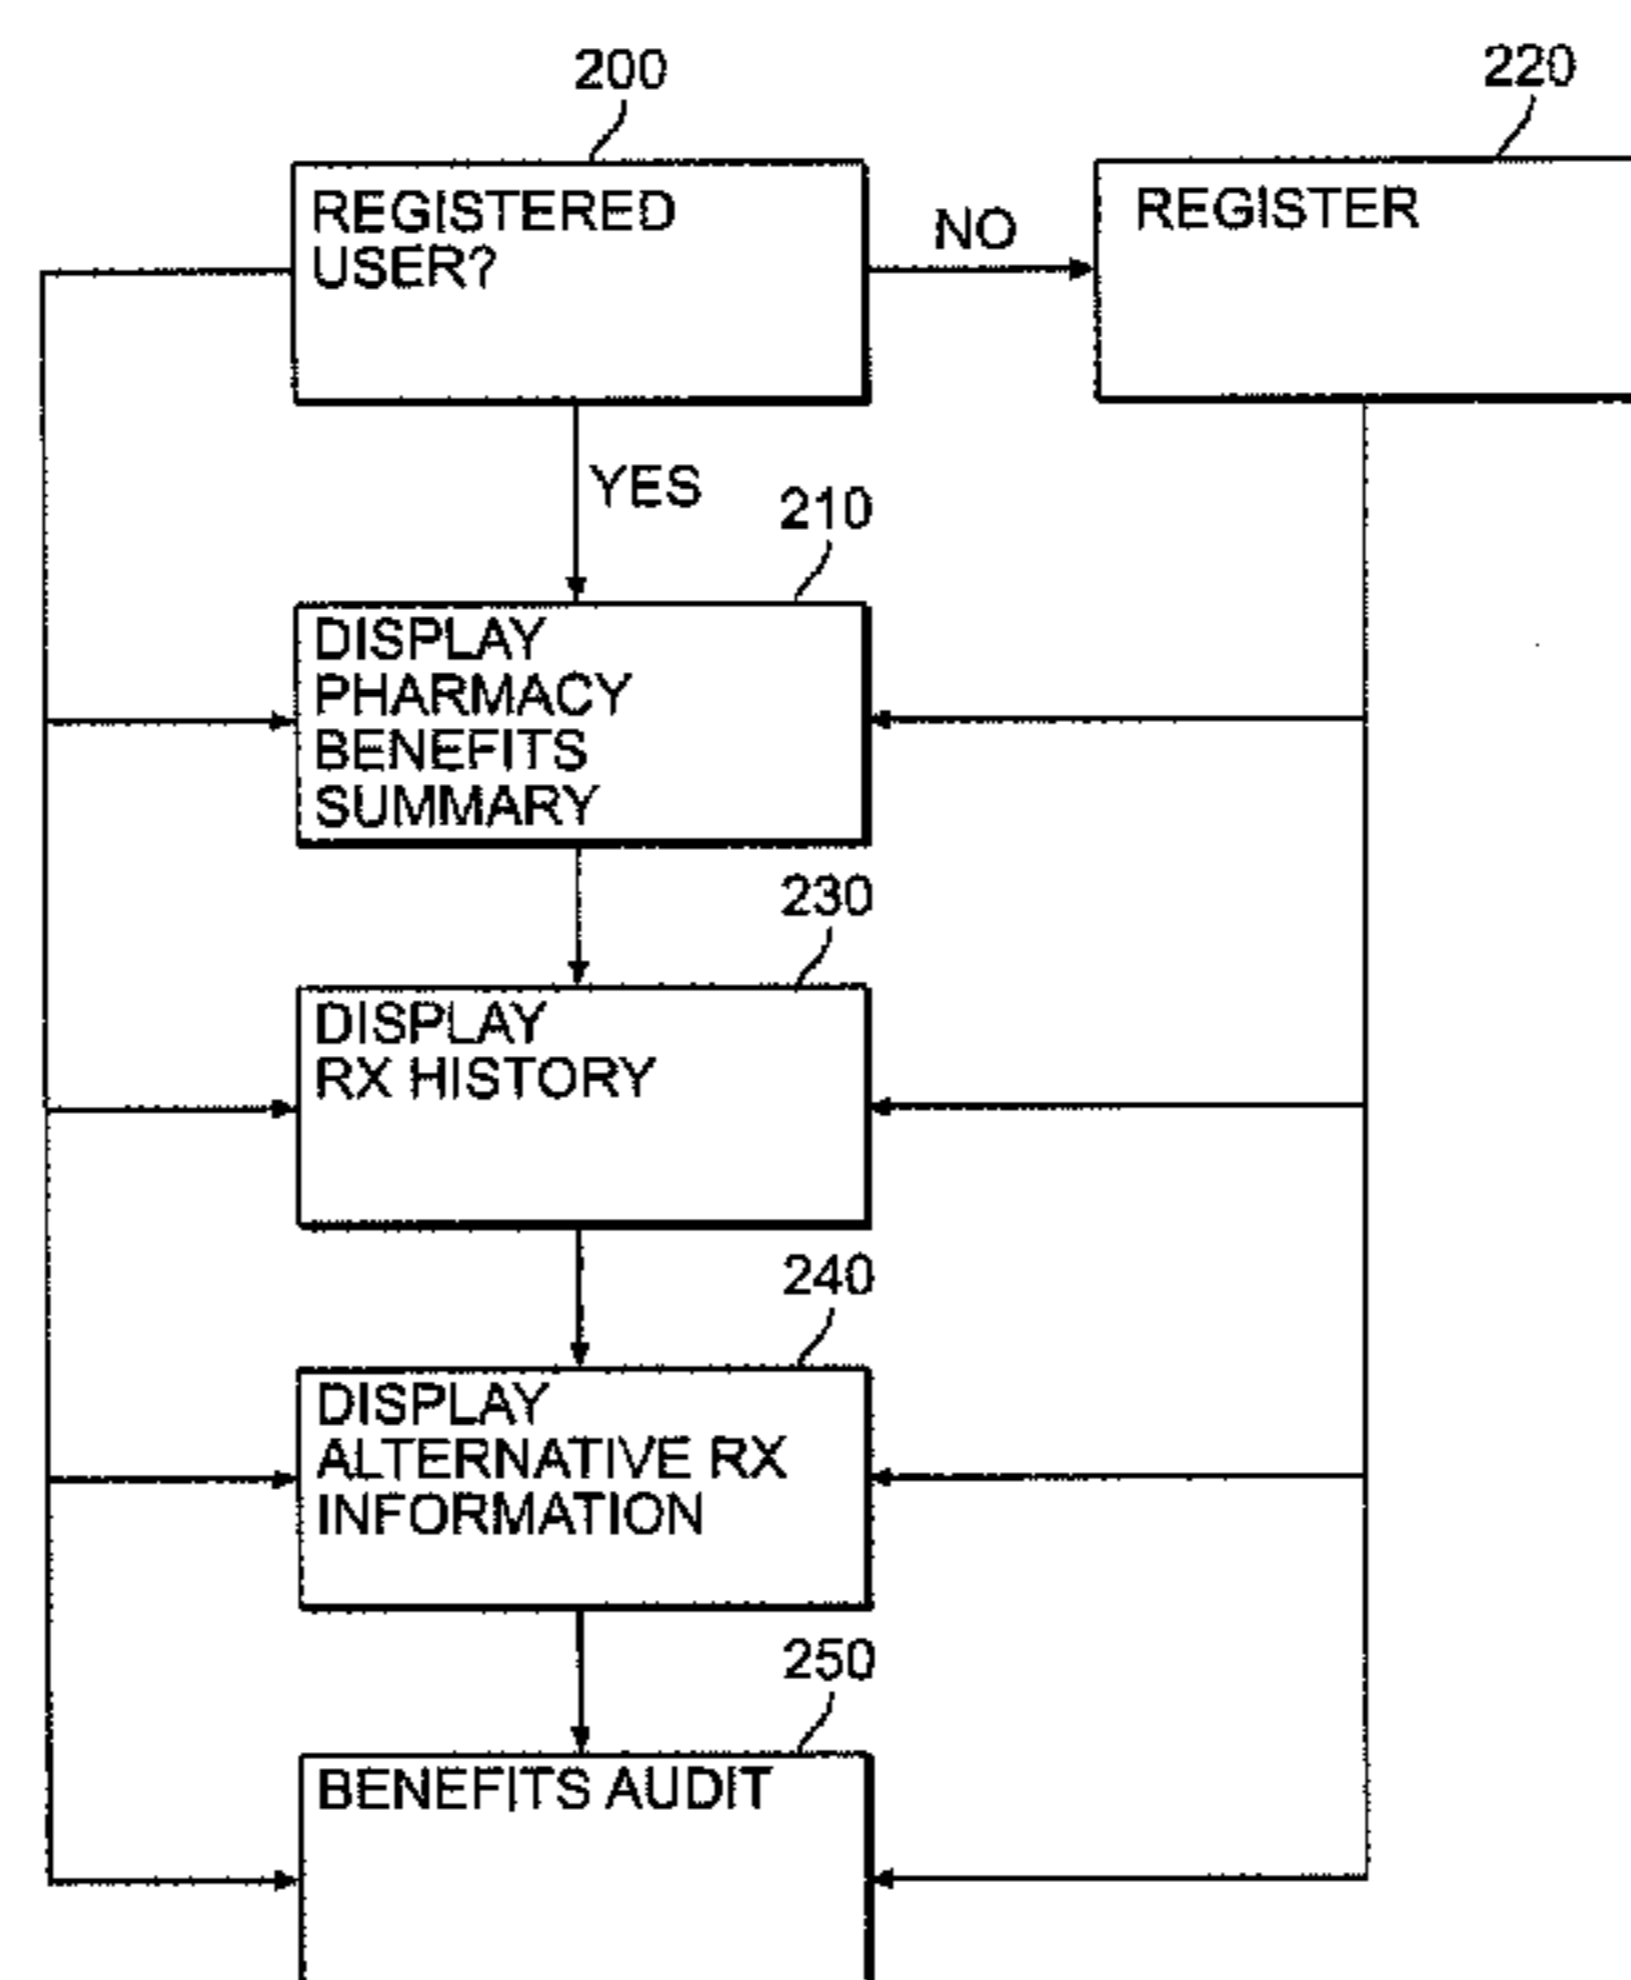 200
220
REGISTERED
USER?
NO
REGISTER
YES
210
DISPLAY
PHARMACY
BENEFITS
SUMMARY
230
DISPLAY
RX HISTORY
240
DISPLAY
ALTERNATIVE RX
INFORMATION
250
BENEFITS AUDIT